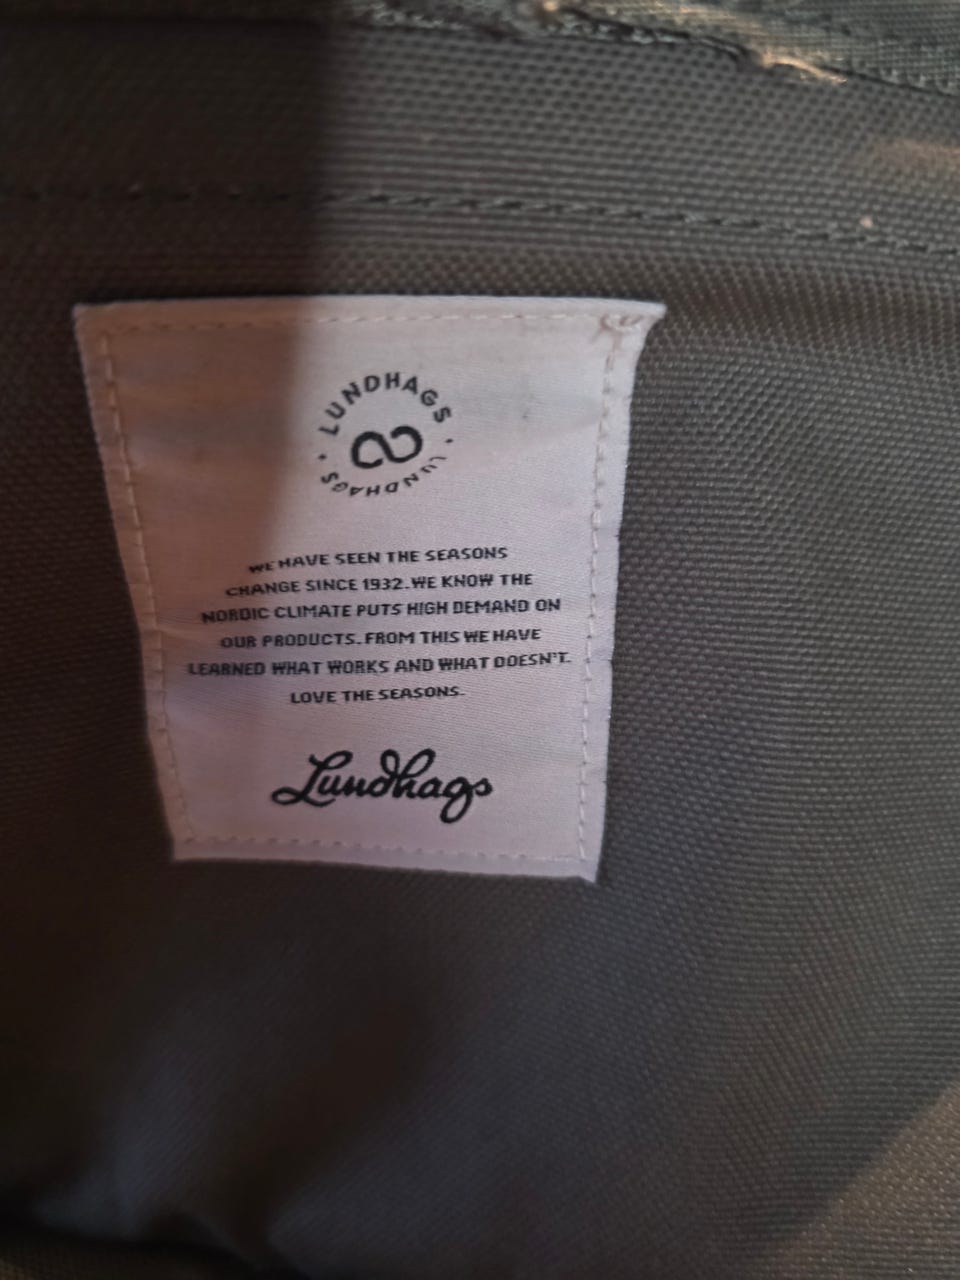 LUNDHAGS · LUNDHAGS ·
WE HAVE SEEN THE SEASONS
CHANGE SINCE 1932. WE KNOW THE
NORDIC CLIMATE PUTS HIGH DEMAND ON
OUR PRODUCTS. FROM THIS WE HAVE
LEARNED WHAT WORKS AND WHAT DOESN'T.
LOVE THE SEASONS.
Lundhags